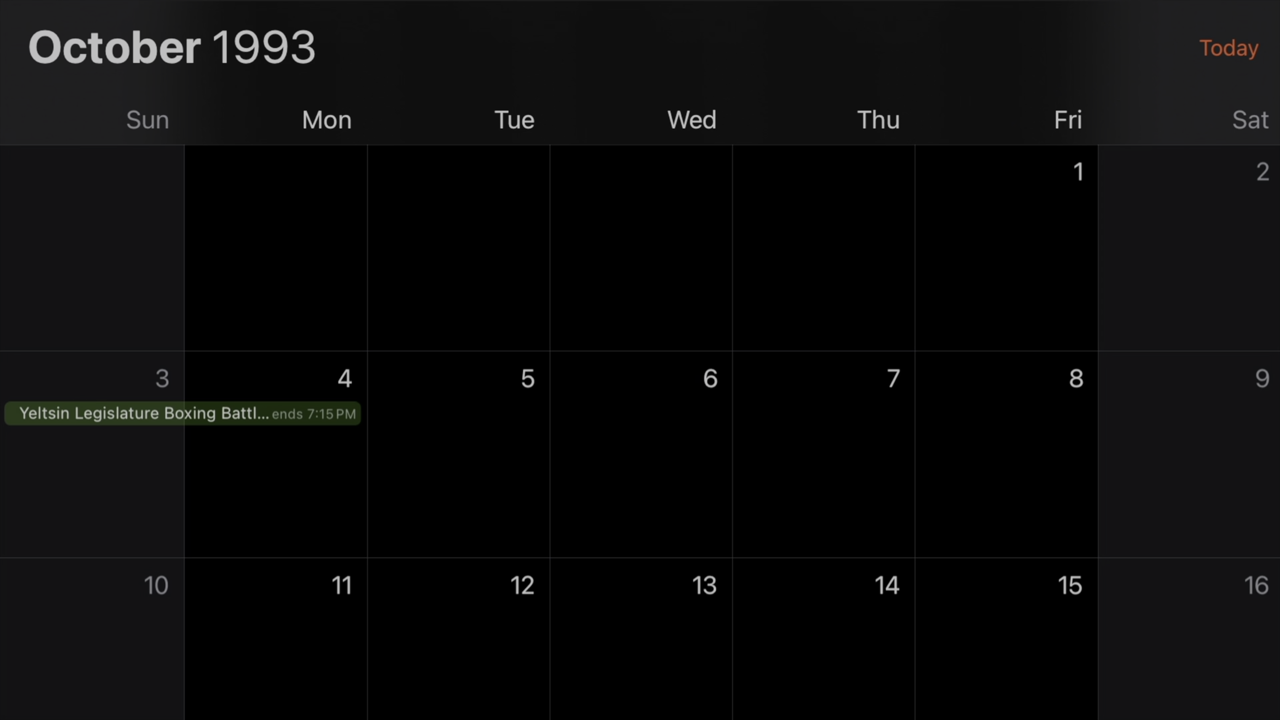 October 1993
Today
Sun Mon Tue Wed Thu Fri Sat
1 2
3 4 5 6 7 8 9
Yeltsin Legislature Boxing Battl... ends 7:15 PM
10 11 12 13 14 15 16